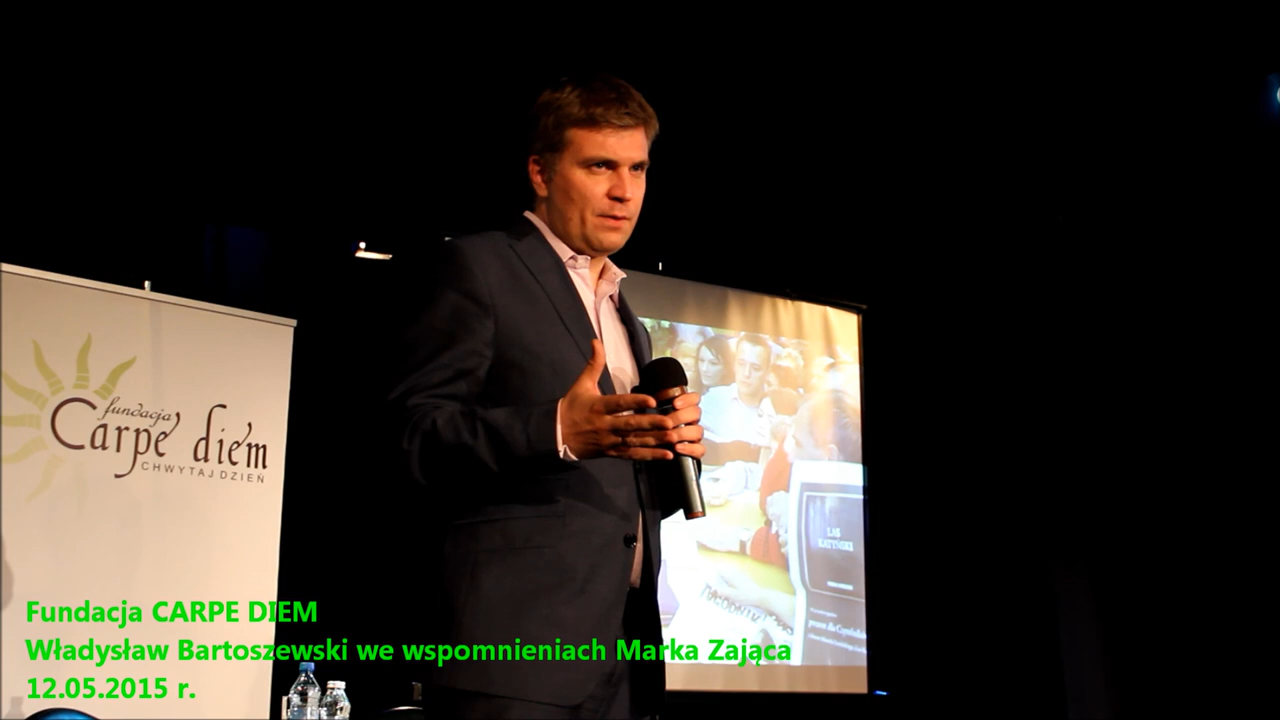 fundacja
Carpe diem
CHWYTAJ DZIEŃ
LAS
KATYŃSKI
TYGODNIK
Fundacja CARPE DIEM
Władysław Bartoszewski we wspomnieniach Marka Zająca
12.05.2015 r.